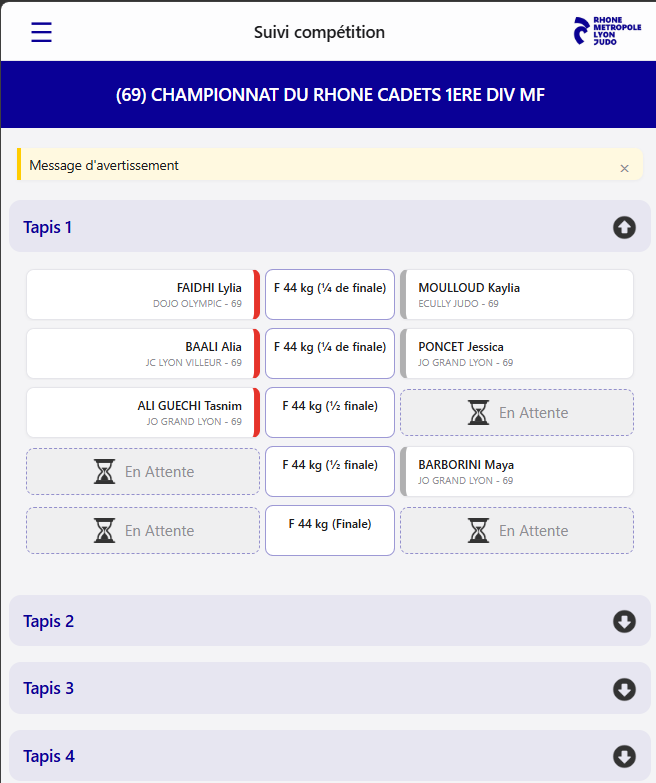 Suivi compétition
RHONE
METROPOLE
LYON
JUDO
(69) CHAMPIONNAT DU RHONE CADETS 1ERE DIV MF
Message d'avertissement ×
Tapis 1
FAIDHI Lylia
DOJO OLYMPIC - 69
F 44 kg (¼ de finale)
MOULLOUD Kaylia
ECULLY JUDO - 69
BAALI Alia
JC LYON VILLEUR - 69
F 44 kg (¼ de finale)
PONCET Jessica
JO GRAND LYON - 69
ALI GUECHI Tasnim
JO GRAND LYON - 69
F 44 kg (½ finale)
En Attente
En Attente
F 44 kg (½ finale)
BARBORINI Maya
JO GRAND LYON - 69
En Attente
F 44 kg (Finale)
En Attente
Tapis 2
Tapis 3
Tapis 4